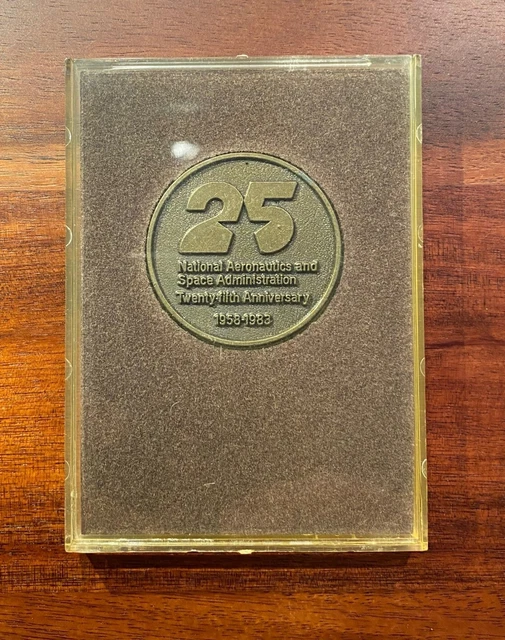 25
National Aeronautics and
Space Administration
Twenty-fifth Anniversary
1958-1983